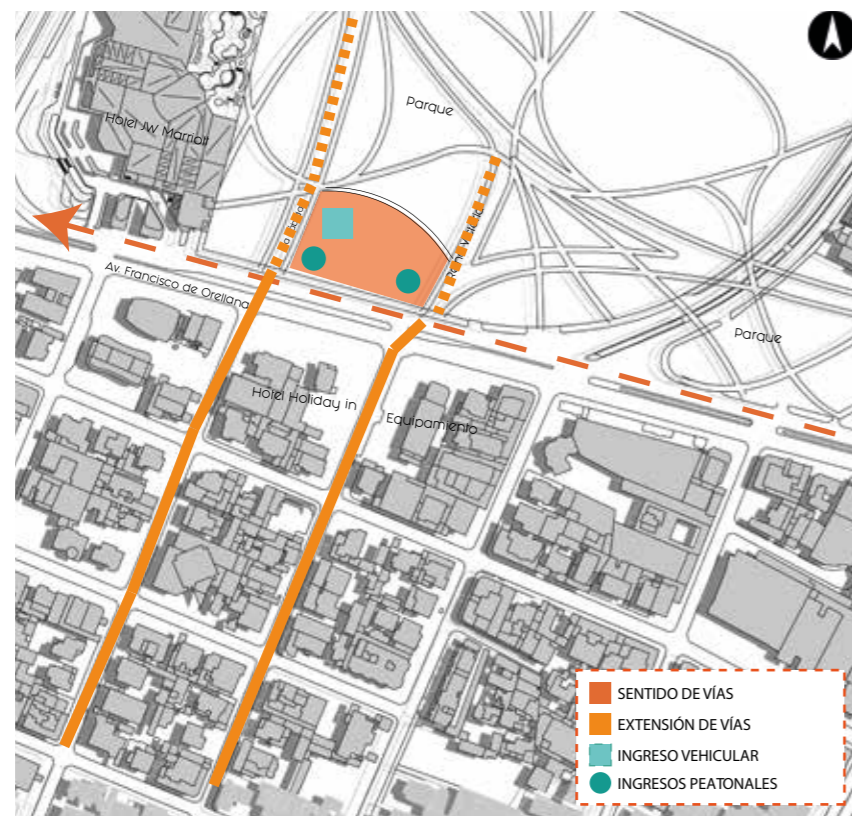 Parque
Hotel JW Marriott
Av. Francisco de Orellana
Parque
Hotel Holiday in
Equipamiento
SENTIDO DE VÍAS
EXTENSIÓN DE VÍAS
INGRESO VEHICULAR
INGRESOS PEATONALES